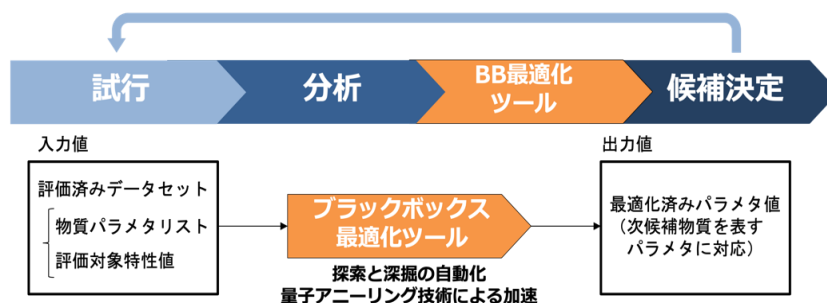 試行
分析
BB最適化
ツール
候補決定
入力値
出力値
評価済みデータセット
物質パラメタリスト
評価対象特性値
ブラックボックス
最適化ツール
探索と深掘の自動化
量子アニーリング技術による加速
最適化済みパラメタ値
（次候補物質を表す
パラメタに対応）